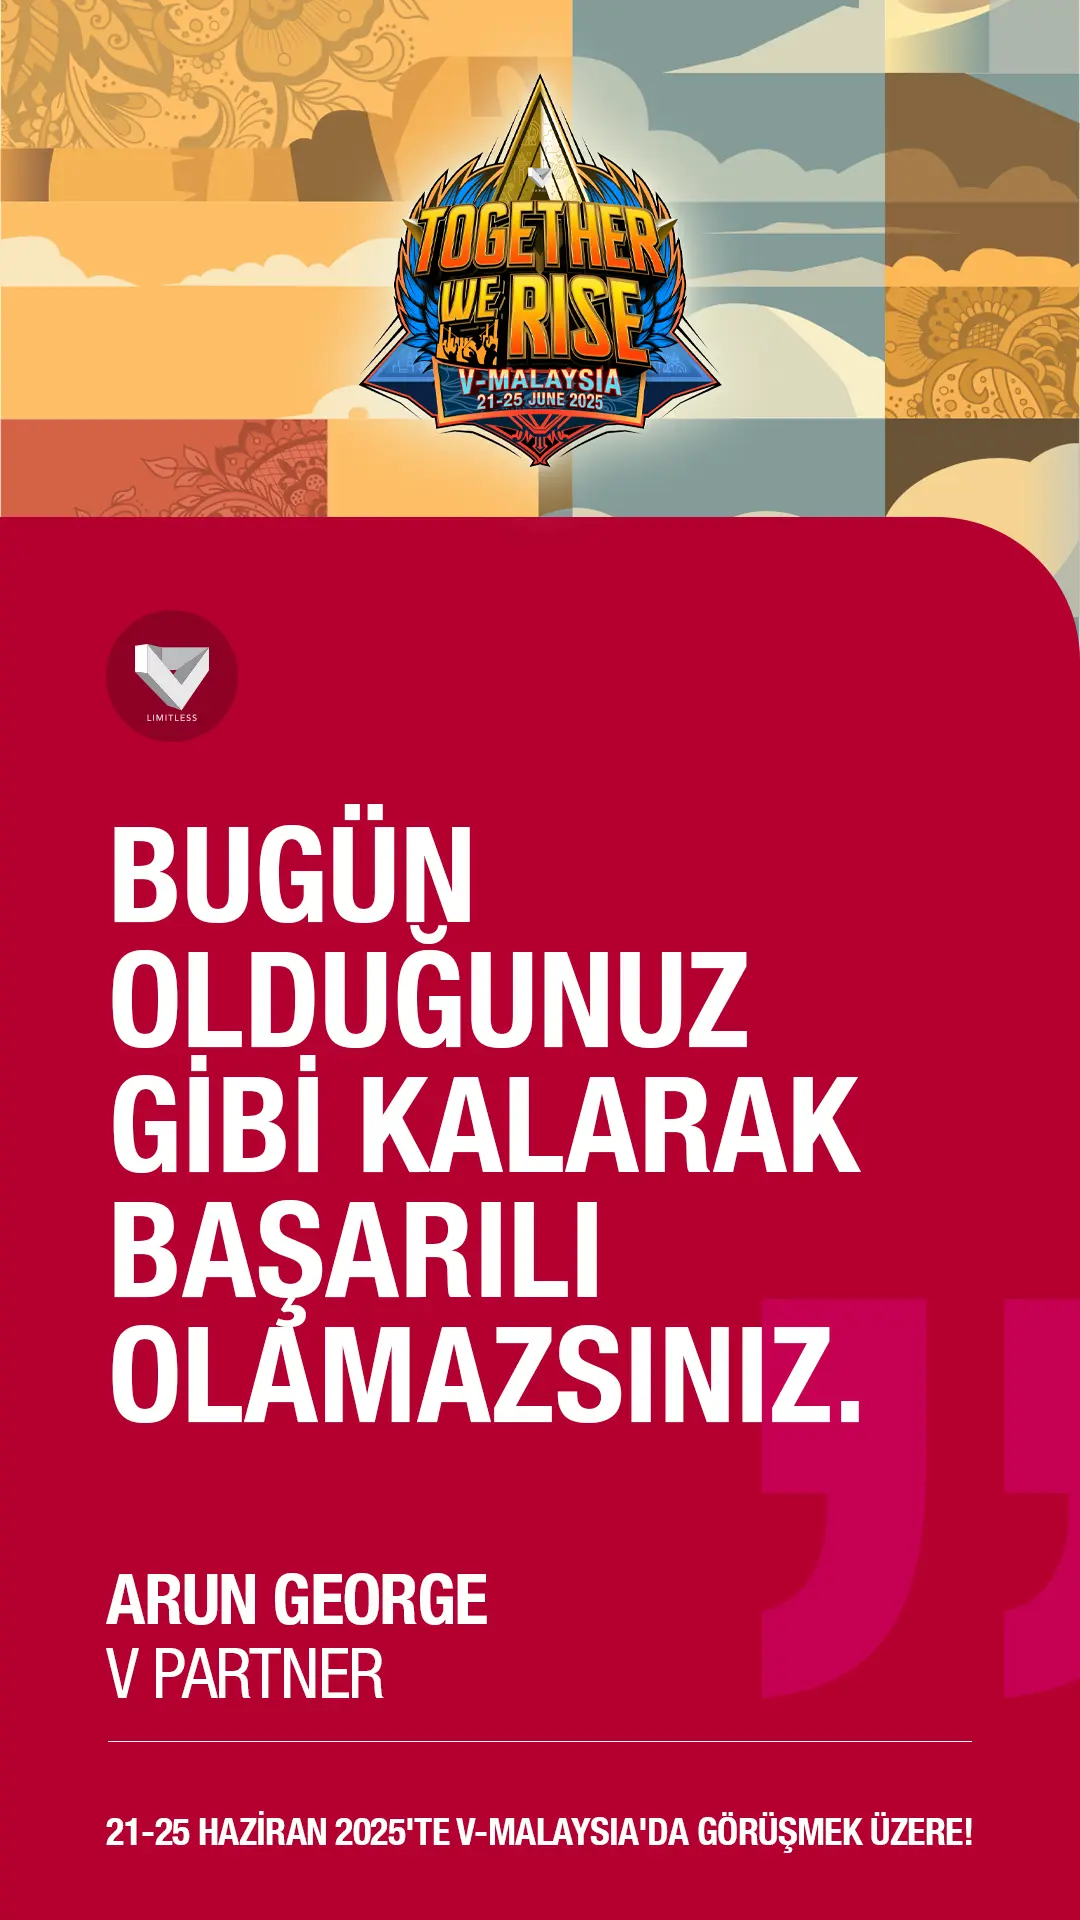 TOGETHER
WE RISE
V-MALAYSIA
21-25 JUNE 2025
LIMITLESS
BUGÜN
OLDUĞUNUZ
GİBİ KALARAK
BAŞARILI
OLAMAZSINIZ.
ARUN GEORGE
V PARTNER
21-25 HAZİRAN 2025'TE V-MALAYSIA'DA GÖRÜŞMEK ÜZERE!